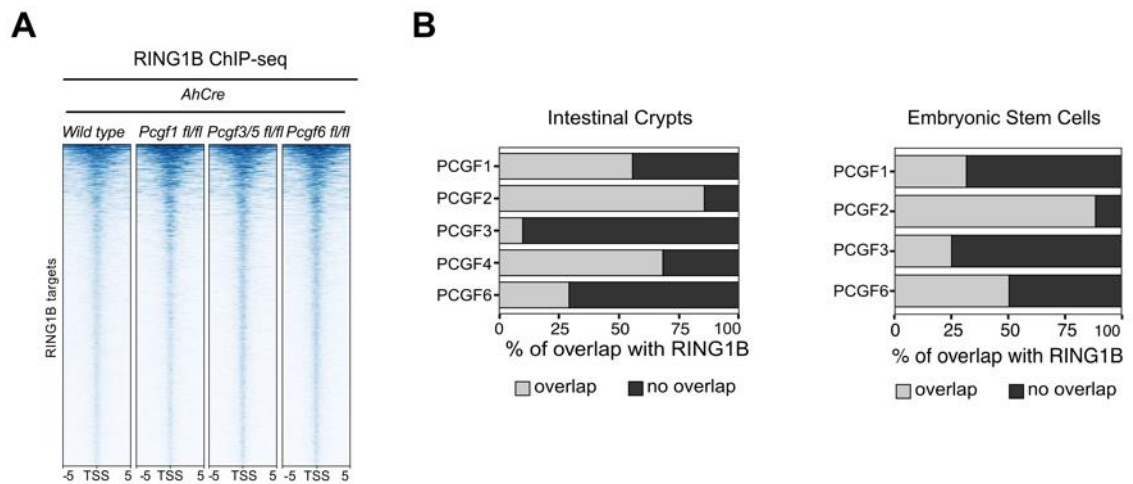 A
RING1B ChIP-seq
AhCre
Wild type Pcgf1 fl/fl Pcgf3/5 fl/fl Pcgf6 fl/fl
RING1B targets
-5 TSS 5 -5 TSS 5 -5 TSS 5 -5 TSS 5
B
Intestinal Crypts
PCGF1
PCGF2
PCGF3
PCGF4
PCGF6
0 25 50 75 100
% of overlap with RING1B
overlap no overlap
Embryonic Stem Cells
PCGF1
PCGF2
PCGF3
PCGF6
0 25 50 75 100
% of overlap with RING1B
overlap no overlap